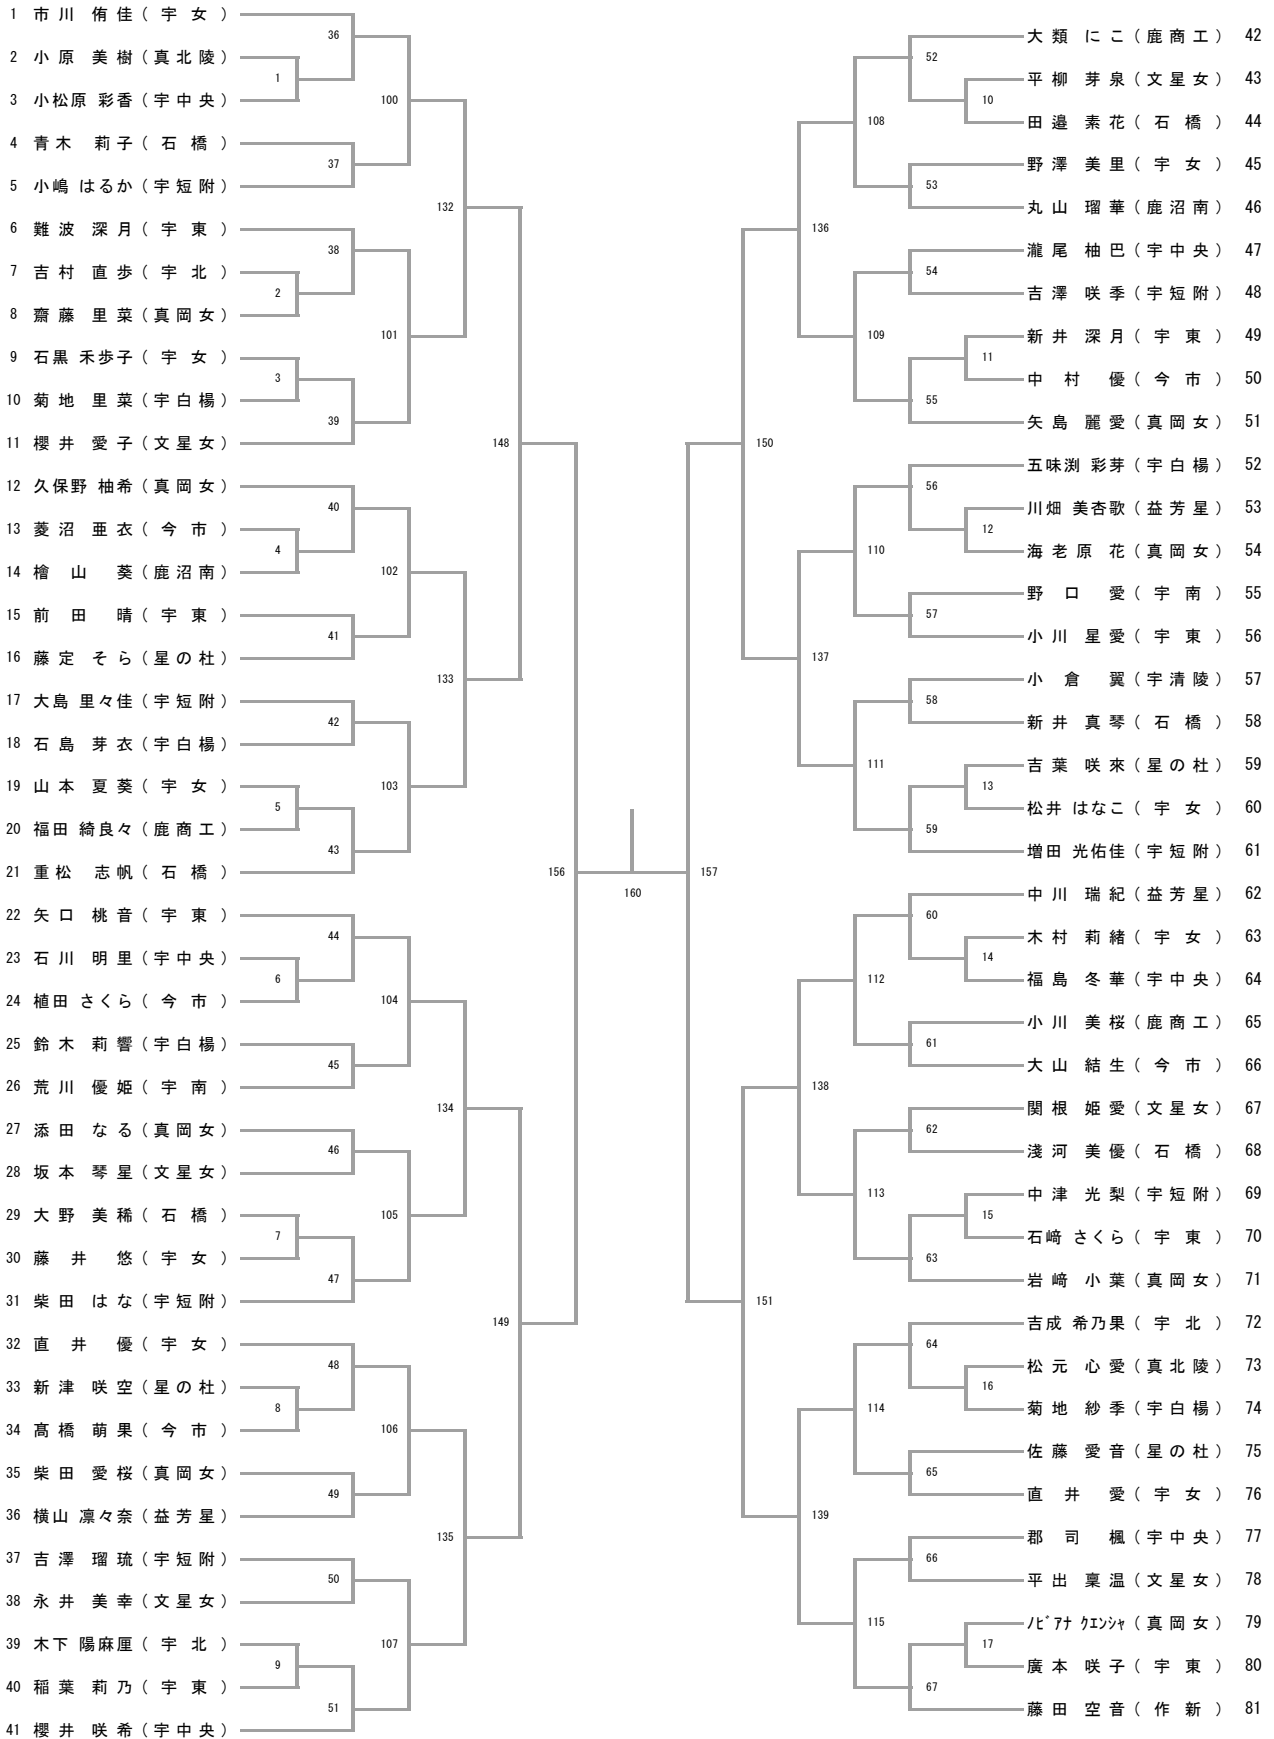 1 市川 侑佳（宇女）
36
2 小原 美樹（真北陵）
1
3 小松原 彩香（宇中央）
100
4 青木 莉子（石橋）
37
5 小嶋 はるか（宇短附）
132
6 難波 深月（宇東）
38
7 吉村 直歩（宇北）
2
8 齋藤 里菜（真岡女）
101
9 石黒 禾歩子（宇女）
3
10 菊地 里菜（宇白楊）
39
11 櫻井 愛子（文星女）
148
12 久保野 柚希（真岡女）
40
13 菱沼 亜衣（今市）
4
14 檜山 葵（鹿沼南）
102
15 前田 晴（宇東）
41
16 藤定 そら（星の杜）
133
17 大島 里々佳（宇短附）
42
18 石島 芽衣（宇白楊）
19 山本 夏葵（宇女）
103
5
20 福田 綺良々（鹿商工）
43
21 重松 志帆（石橋）
156
22 矢口 桃音（宇東）
44
23 石川 明里（宇中央）
6
24 植田 さくら（今市）
104
25 鈴木 莉響（宇白楊）
45
26 荒川 優姫（宇南）
134
27 添田 なる（真岡女）
46
28 坂本 琴星（文星女）
29 大野 美稀（石橋）
105
7
30 藤井 悠（宇女）
47
31 柴田 はな（宇短附）
149
32 直井 優（宇女）
48
33 新津 咲空（星の杜）
8
34 髙橋 萌果（今市）
106
35 柴田 愛桜（真岡女）
49
36 横山 凛々奈（益芳星）
135
37 吉澤 瑠琉（宇短附）
50
38 永井 美幸（文星女）
39 木下 陽麻厘（宇北）
107
9
40 稲葉 莉乃（宇東）
51
41 櫻井 咲希（宇中央）
160
大類 にこ（鹿商工） 42
52
平柳 芽泉（文星女） 43
10
田邉 素花（石橋） 44
108
野澤 美里（宇女） 45
53
丸山 瑠華（鹿沼南） 46
136
瀧尾 柚巴（宇中央） 47
54
吉澤 咲季（宇短附） 48
109
新井 深月（宇東） 49
11
中村 優（今市） 50
55
矢島 麗愛（真岡女） 51
150
五味渕 彩芽（宇白楊） 52
56
川畑 美杏歌（益芳星） 53
12
海老原 花（真岡女） 54
110
野口 愛（宇南） 55
57
小川 星愛（宇東） 56
137
小倉 翼（宇清陵） 57
58
新井 真琴（石橋） 58
111
吉葉 咲來（星の杜） 59
13
松井 はなこ（宇女） 60
59
増田 光佑佳（宇短附） 61
157
中川 瑞紀（益芳星） 62
60
木村 莉緒（宇女） 63
14
福島 冬華（宇中央） 64
112
小川 美桜（鹿商工） 65
61
大山 結生（今市） 66
138
関根 姫愛（文星女） 67
62
淺河 美優（石橋） 68
113
中津 光梨（宇短附） 69
15
石﨑 さくら（宇東） 70
63
岩﨑 小葉（真岡女） 71
151
吉成 希乃果（宇北） 72
64
松元 心愛（真北陵） 73
16
菊地 紗季（宇白楊） 74
114
佐藤 愛音（星の杜） 75
65
直井 愛（宇女） 76
139
郡司 楓（宇中央） 77
66
平出 稟温（文星女） 78
115
ﾉﾋﾞｱﾅ ｸｴﾝｼｬ（真岡女） 79
17
廣本 咲子（宇東） 80
67
藤田 空音（作新） 81